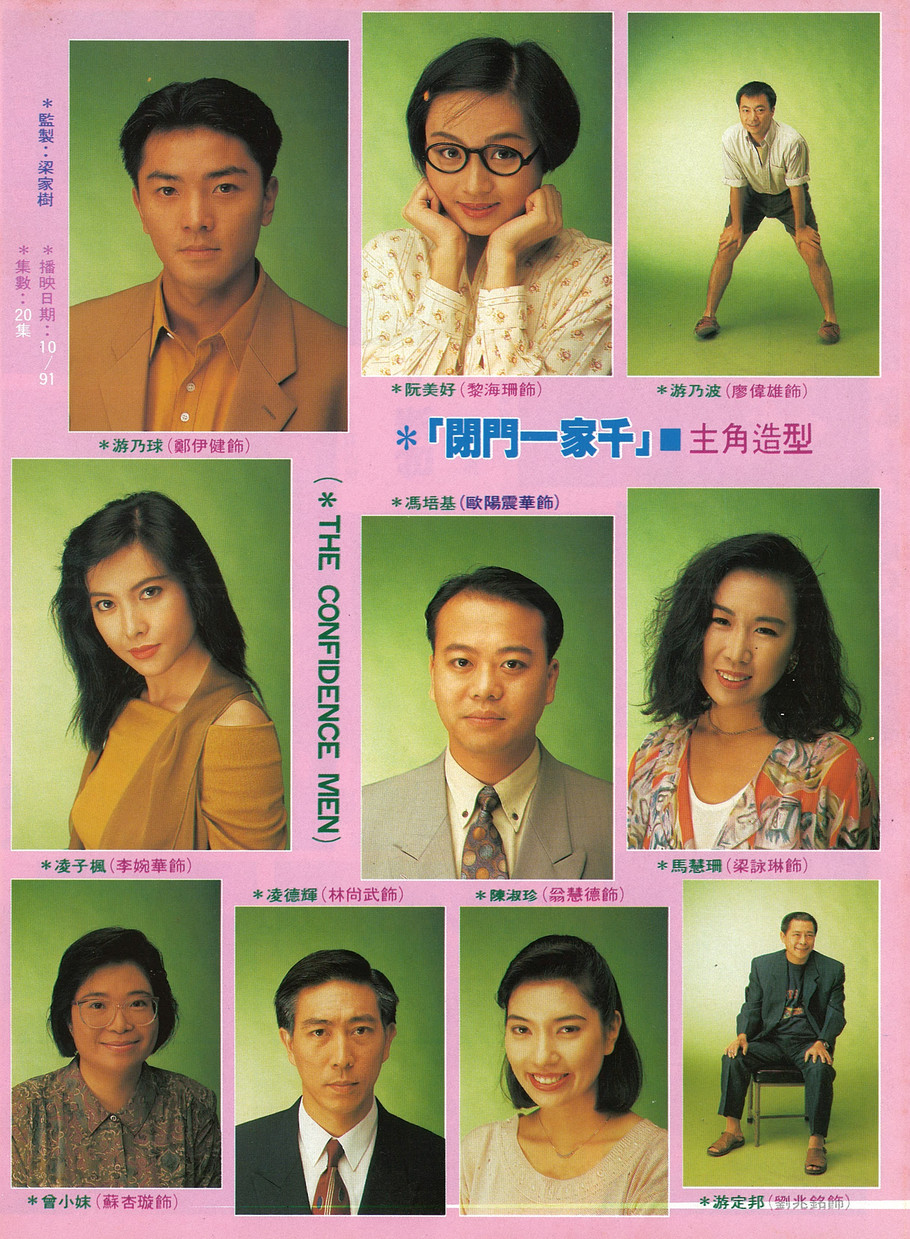 *監製：梁家樹
*播映日期：10/91
*集數：20集
*游乃球(鄭伊健飾)
*阮美好(黎海珊飾)
*游乃波(廖偉雄飾)
*「閉門一家千」■主角造型
(*THE CONFIDENCE MEN)
*馮培基(歐陽震華飾)
*凌子楓(李婉華飾)
*馬慧珊(梁詠琳飾)
*凌德輝(林尚武飾)
*陳淑珍(翁慧德飾)
*曾小妹(蘇杏璇飾)
*游定邦(劉兆銘飾)